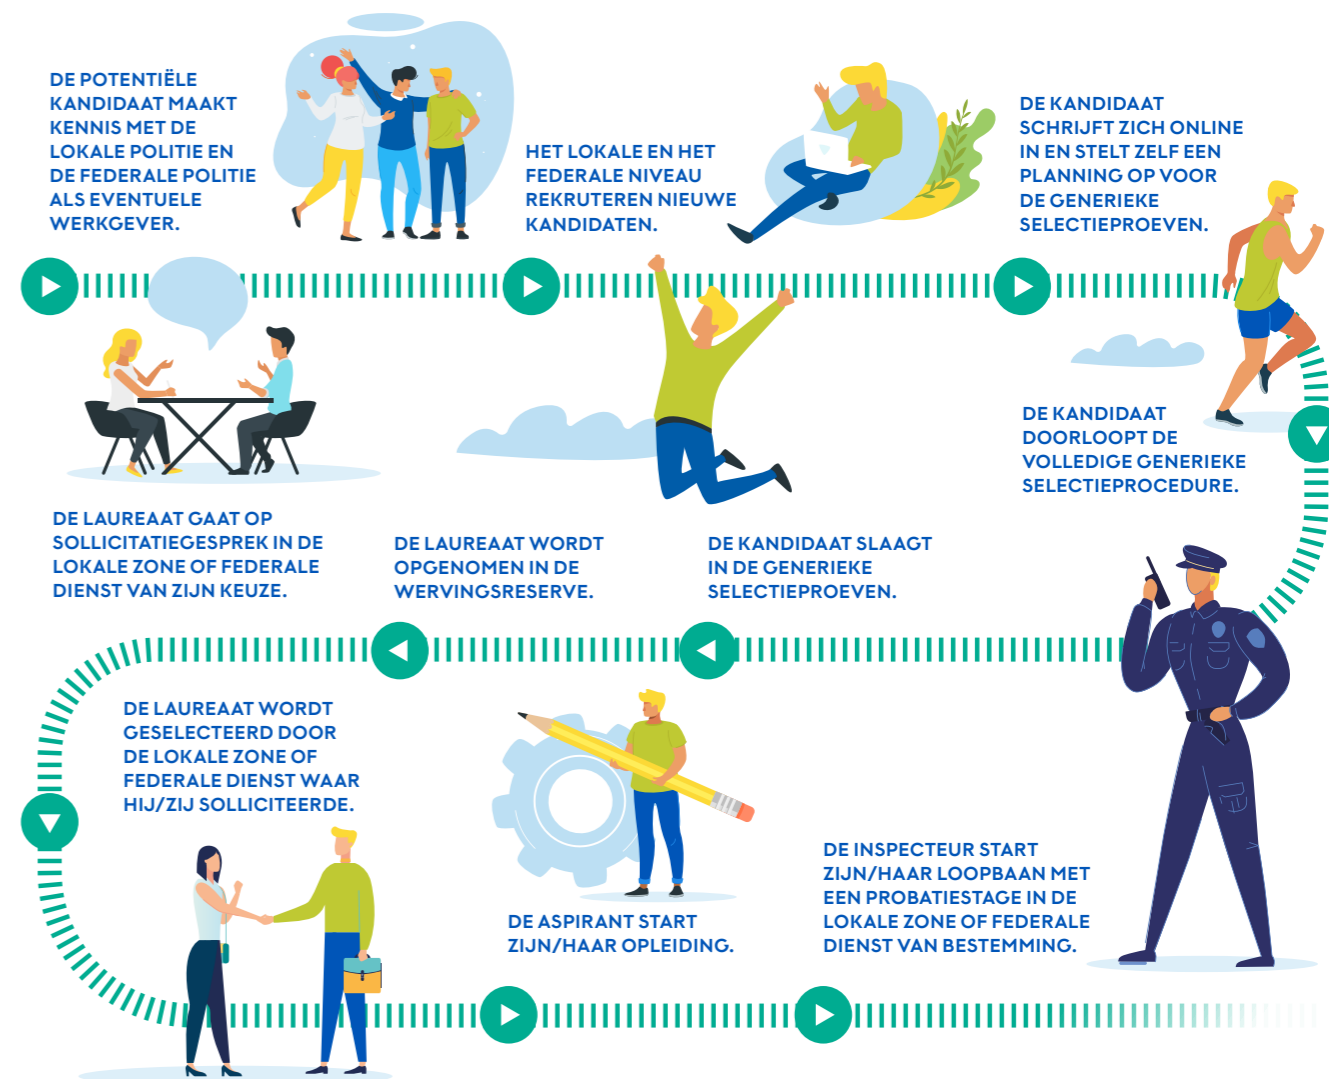 DE POTENTIËLE
KANDIDAAT MAAKT
KENNIS MET DE
LOKALE POLITIE EN
DE FEDERALE POLITIE
ALS EVENTUELE
WERKGEVER.
HET LOKALE EN HET
FEDERALE NIVEAU
REKRUTEREN NIEUWE
KANDIDATEN.
DE KANDIDAAT
SCHRIJFT ZICH ONLINE
IN EN STELT ZELF EEN
PLANNING OP VOOR
DE GENERIEKE
SELECTIEPROEVEN.
DE KANDIDAAT
DOORLOOPT DE
VOLLEDIGE GENERIEKE
SELECTIEPROCEDURE.
DE KANDIDAAT SLAAGT
IN DE GENERIEKE
SELECTIEPROEVEN.
DE LAUREAAT WORDT
OPGENOMEN IN DE
WERVINGSRESERVE.
DE LAUREAAT GAAT OP
SOLLICITATIEGESPREK IN DE
LOKALE ZONE OF FEDERALE
DIENST VAN ZIJN KEUZE.
DE LAUREAAT WORDT
GESELECTEERD DOOR
DE LOKALE ZONE OF
FEDERALE DIENST WAAR
HIJ/ZIJ SOLLICITEERDE.
DE ASPIRANT START
ZIJN/HAAR OPLEIDING.
DE INSPECTEUR START
ZIJN/HAAR LOOPBAAN MET
EEN PROBATIESTAGE IN DE
LOKALE ZONE OF FEDERALE
DIENST VAN BESTEMMING.